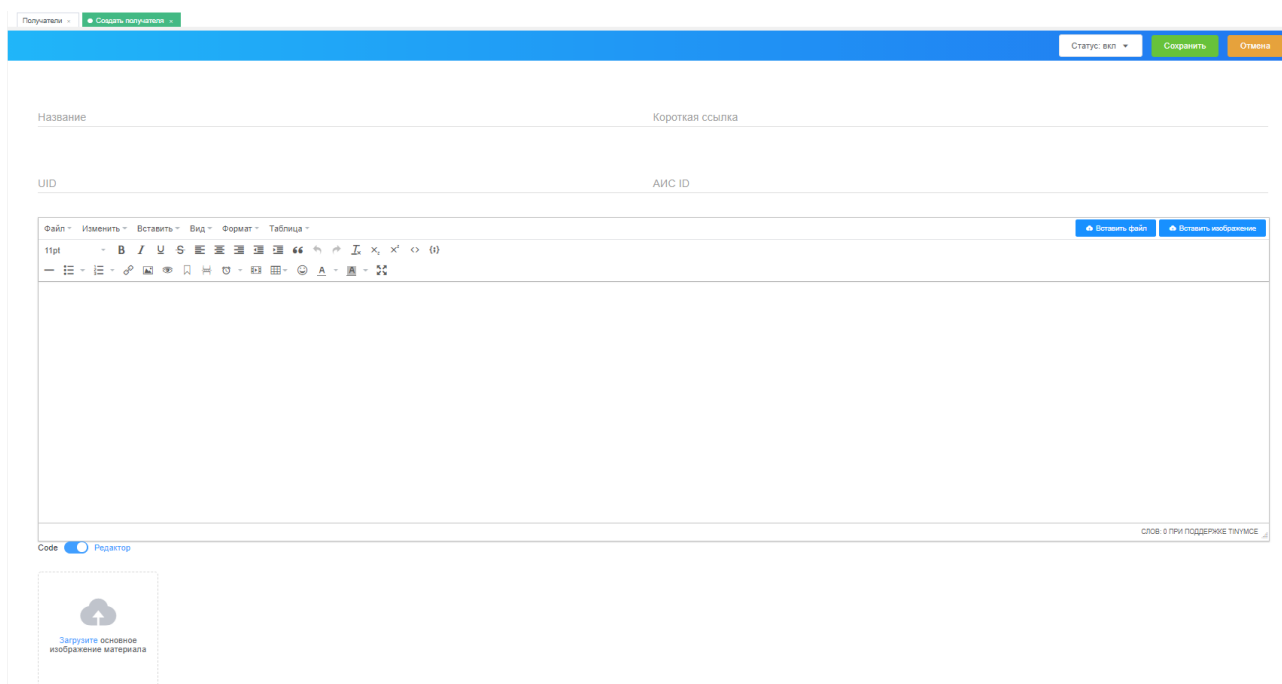 Получатели
Создать получателя
Статус: вкл
Сохранить
Отмена
Название
Короткая ссылка
UID
АИС ID
Файл Изменить Вставить Вид Формат Таблица
Вставить файл
Вставить изображение
11pt
Code
Редактор
СЛОВ: 0 ПРИ ПОДДЕРЖКЕ TINYMCE
Загрузите основное
изображение материала